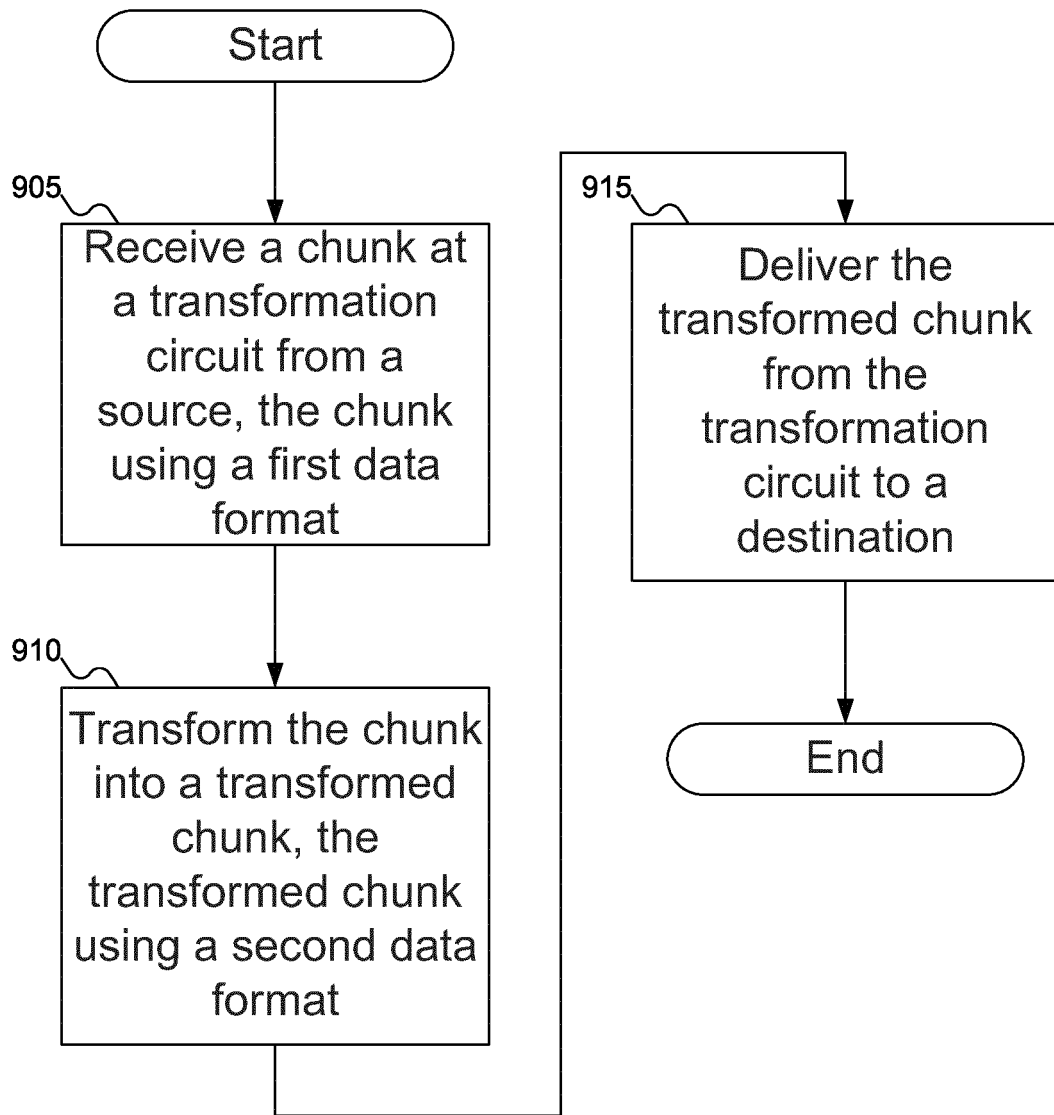 Start
905
Receive a chunk at
a transformation
circuit from a
source, the chunk
using a first data
format
910
Transform the chunk
into a transformed
chunk, the
transformed chunk
using a second data
format
915
Deliver the
transformed chunk
from the
transformation
circuit to a
destination
End